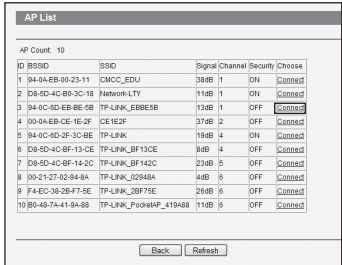 AP List
AP Count: 10
ID BSSID SSID Signal Channel Security Choose
1 94-0A-EB-00-23-11 CMCC_EDU 38dB 1 ON Connect
2 D8-5D-4C-B0-3C-18 Network-LTY 11dB 1 ON Connect
3 94-0C-6D-EB-BE-5B TP-LINK_EBBE5B 13dB 1 OFF Connect
4 00-0A-EB-CE-1E-2F CE1E2F 37dB 2 OFF Connect
5 94-0C-6D-2F-3C-BE TP-LINK 19dB 4 ON Connect
6 D8-5D-4C-BF-13-CE TP-LINK_BF13CE 8dB 4 OFF Connect
7 D8-5D-4C-BF-14-2C TP-LINK_BF142C 23dB 5 OFF Connect
8 00-21-27-02-94-8A TP-LINK_02948A 4dB 6 OFF Connect
9 F4-EC-38-2B-F7-5E TP-LINK_2BF75E 26dB 6 OFF Connect
10 B0-48-7A-41-9A-88 TP-LINK_PocketAP_419A88 11dB 6 OFF Connect
Back Refresh